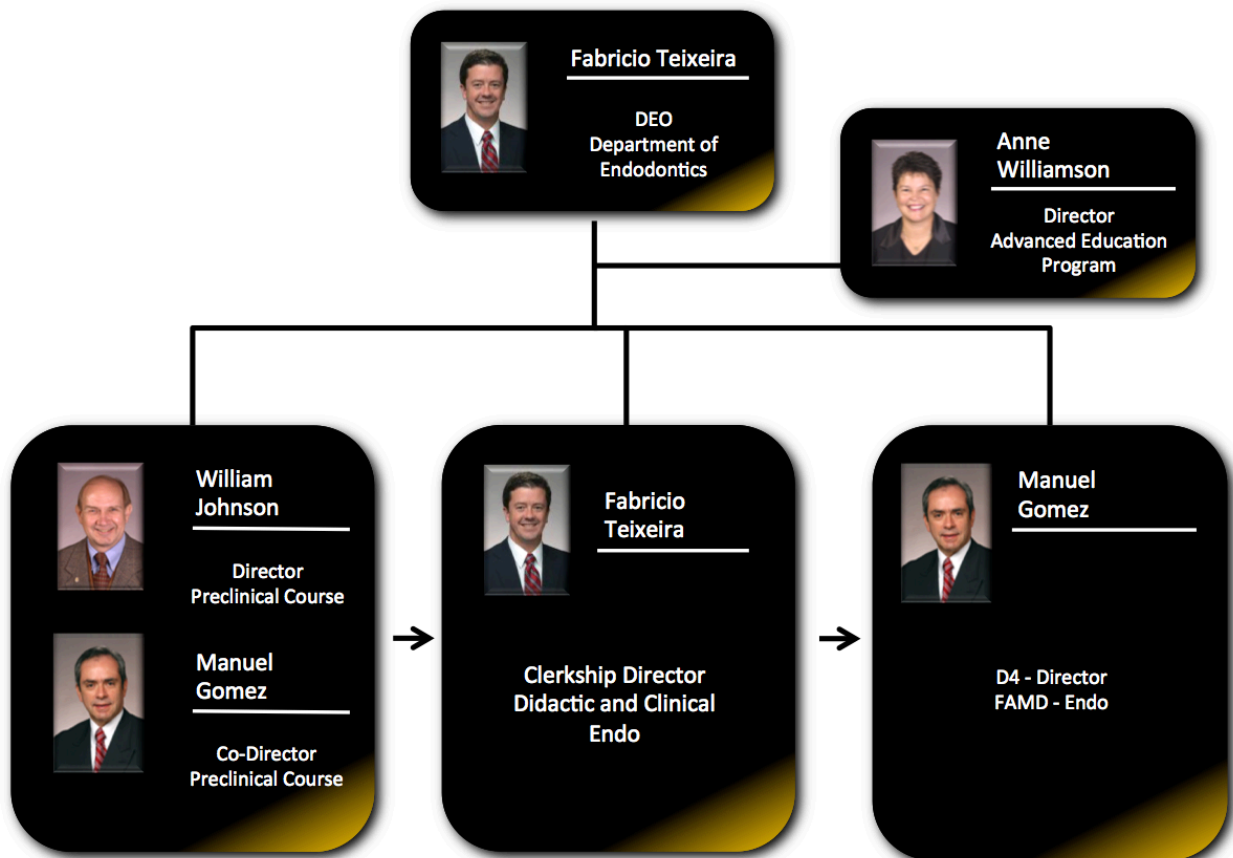 Fabricio Teixeira
DEO
Department of
Endodontics
Anne
Williamson
Director
Advanced Education
Program
William
Johnson
Director
Preclinical Course
Manuel
Gomez
Co-Director
Preclinical Course
Fabricio
Teixeira
Clerkship Director
Didactic and Clinical
Endo
Manuel
Gomez
D4 - Director
FAMD - Endo